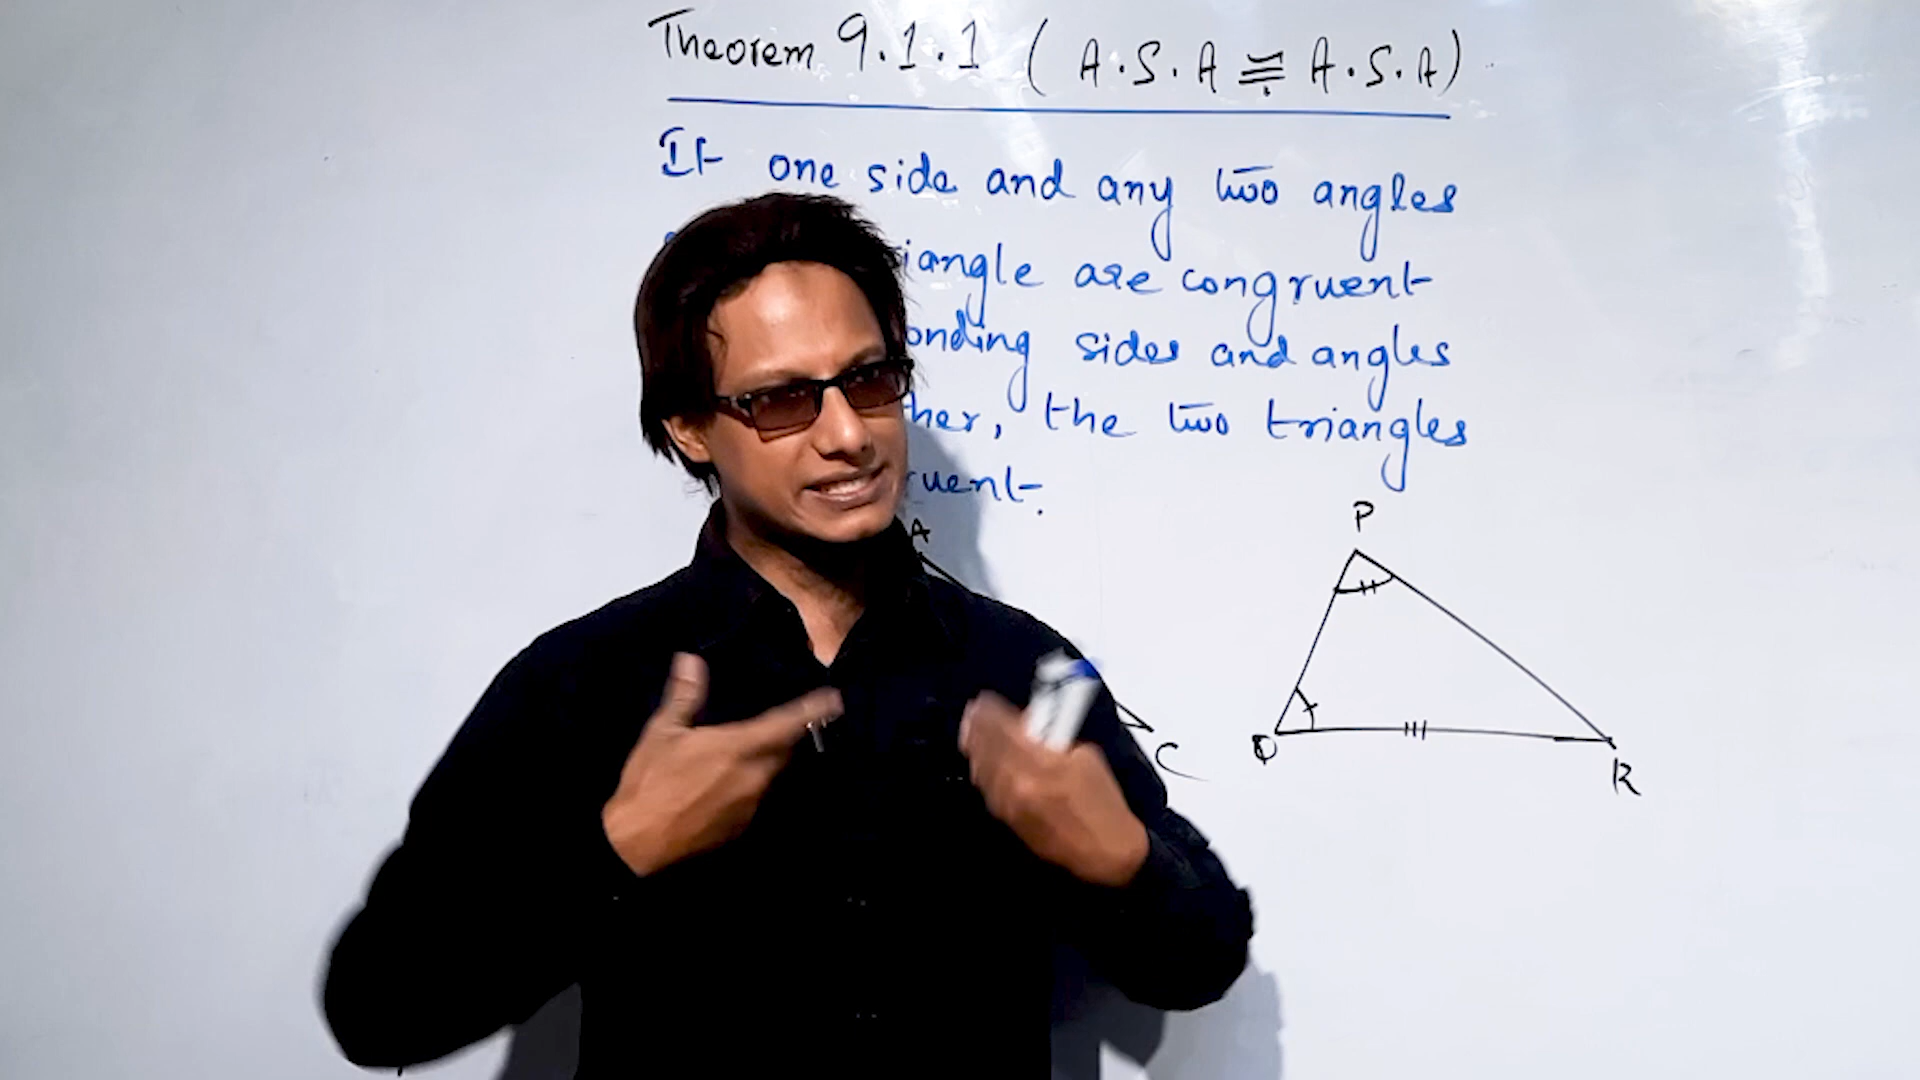 Theorem 9.1.1 (A.S.A ≅ A.S.A)
If one side and any two angles
iangle are congruent
onding sides and angles
her, the two triangles
ruent.
A
P
C
Q
R